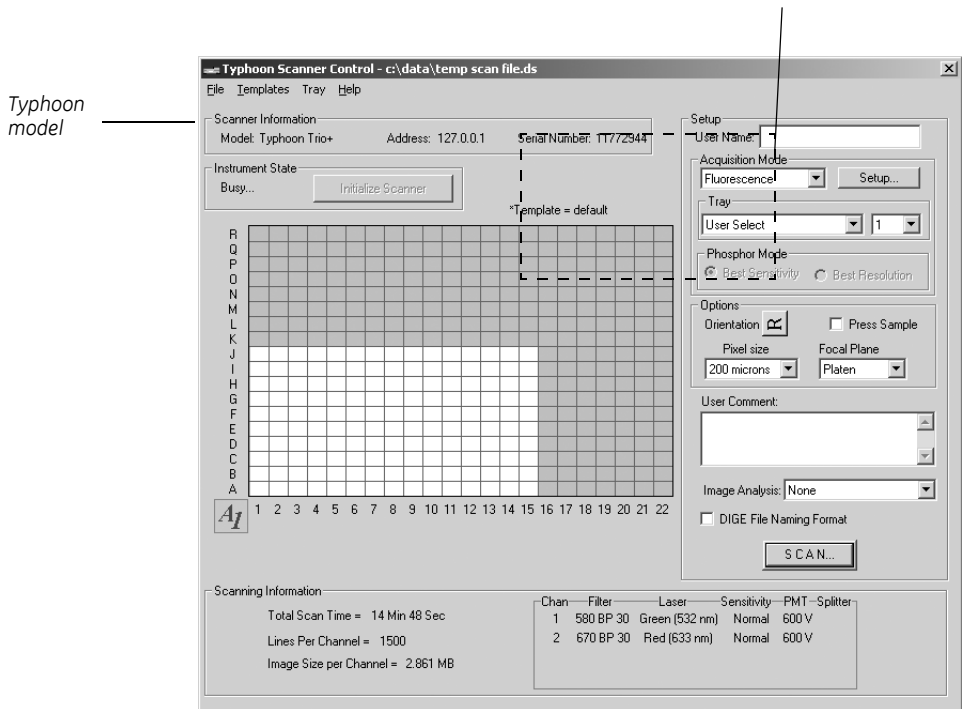 Typhoon
model
Typhoon Scanner Control - c:\data\temp scan file.ds
File Templates Tray Help
Scanner Information
Model: Typhoon Trio+ Address: 127.0.0.1 Serial Number: 11772944
Instrument State
Busy... Initialize Scanner
*Template = default
R
Q
P
O
N
M
L
K
J
I
H
G
F
E
D
C
B
A
A1 1 2 3 4 5 6 7 8 9 10 11 12 13 14 15 16 17 18 19 20 21 22
Setup
User Name:
Acquisition Mode
Fluorescence Setup...
Tray
User Select 1
Phosphor Mode
Best Sensitivity Best Resolution
Options
Orientation R Press Sample
Pixel size Focal Plane
200 microns Platen
User Comment:
Image Analysis: None
DIGE File Naming Format
SCAN...
Scanning Information
Total Scan Time = 14 Min 48 Sec
Lines Per Channel = 1500
Image Size per Channel = 2.861 MB
Chan Filter Laser Sensitivity PMT Splitter
1 580 BP 30 Green (532 nm) Normal 600 V
2 670 BP 30 Red (633 nm) Normal 600 V